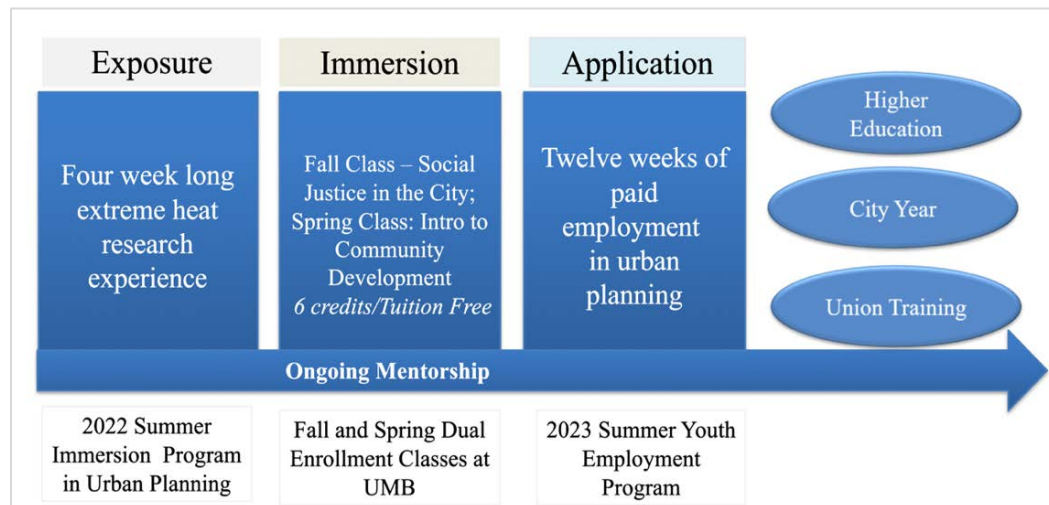 Exposure
Four week long
extreme heat
research
experience
Immersion
Fall Class – Social
Justice in the City;
Spring Class: Intro to
Community
Development
6 credits/Tuition Free
Application
Twelve weeks of
paid
employment
in urban
planning
Higher
Education
City Year
Union Training
Ongoing Mentorship
2022 Summer
Immersion Program
in Urban Planning
Fall and Spring Dual
Enrollment Classes at
UMB
2023 Summer Youth
Employment
Program